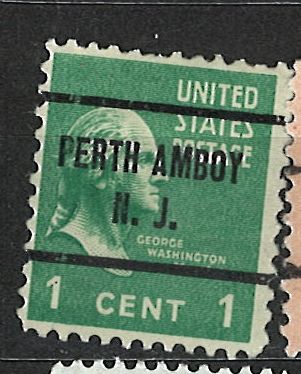 UNITED
STATES
POSTAGE
PERTH AMBOY
N. J.
GEORGE
WASHINGTON
1 CENT 1